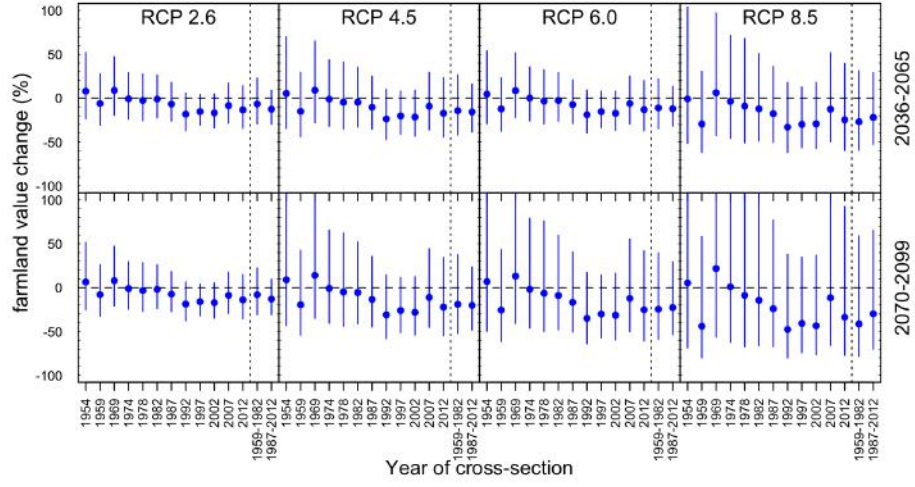 RCP 2.6 RCP 4.5 RCP 6.0 RCP 8.5
farmland value change (%)
100
50
0
-50
-100
2036-2065
100
50
0
-50
-100
2070-2099
1954 1959 1969 1974 1978 1982 1987 1992 1997 2002 2007 2012 1959-1982 1987-2012
1954 1959 1969 1974 1978 1982 1987 1992 1997 2002 2007 2012 1959-1982 1987-2012
1954 1959 1969 1974 1978 1982 1987 1992 1997 2002 2007 2012 1959-1982 1987-2012
1954 1959 1969 1974 1978 1982 1987 1992 1997 2002 2007 2012 1959-1982 1987-2012
Year of cross-section